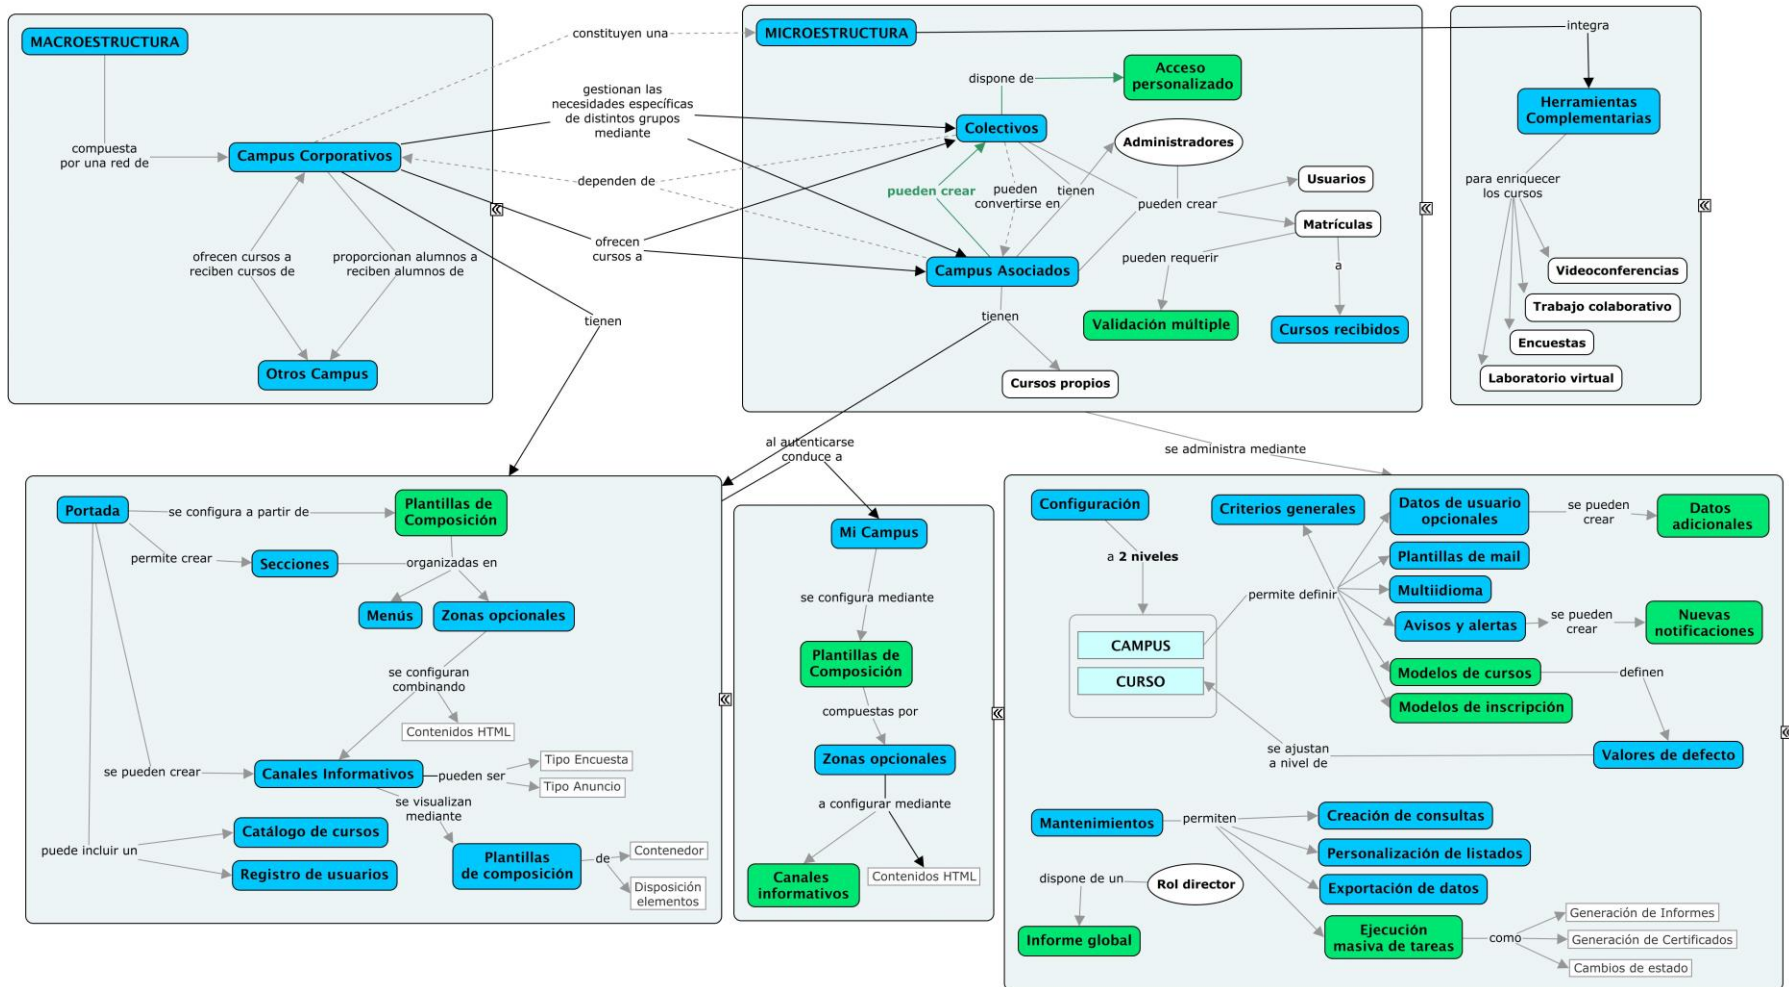 MACROESTRUCTURA
compuesta
por una red de
Campus Corporativos
ofrecen cursos a
reciben cursos de
proporcionan alumnos a
reciben alumnos de
Otros Campus
constituyen una
gestionan las
necesidades específicas
de distintos grupos
mediante
dependen de
ofrecen
cursos a
tienen
MICROESTRUCTURA
dispone de
Acceso
personalizado
Colectivos
Administradores
pueden crear
pueden
convertirse en
tienen
pueden crear
Usuarios
Matrículas
Campus Asociados
pueden requerir
a
Validación múltiple
Cursos recibidos
tienen
Cursos propios
integra
Herramientas
Complementarias
para enriquecer
los cursos
Videoconferencias
Trabajo colaborativo
Encuestas
Laboratorio virtual
al autenticarse
conduce a
se administra mediante
Portada
se configura a partir de
Plantillas de
Composición
permite crear
Secciones
organizadas en
Menús
Zonas opcionales
se configuran
combinando
Contenidos HTML
se pueden crear
Canales Informativos
pueden ser
Tipo Encuesta
Tipo Anuncio
se visualizan
mediante
puede incluir un
Catálogo de cursos
Registro de usuarios
Plantillas
de composición
de
Contenedor
Disposición
elementos
Mi Campus
se configura mediante
Plantillas de
Composición
compuestas por
Zonas opcionales
a configurar mediante
Canales
informativos
Contenidos HTML
Configuración
a 2 niveles
CAMPUS
CURSO
permite definir
Criterios generales
Datos de usuario
opcionales
se pueden
crear
Datos
adicionales
Plantillas de mail
Multiidioma
Avisos y alertas
se pueden
crear
Nuevas
notificaciones
Modelos de cursos
definen
Modelos de inscripción
se ajustan
a nivel de
Valores de defecto
Mantenimientos
permiten
Creación de consultas
Personalización de listados
Exportación de datos
Ejecución
masiva de tareas
como
Generación de Informes
Generación de Certificados
Cambios de estado
dispone de un
Rol director
Informe global